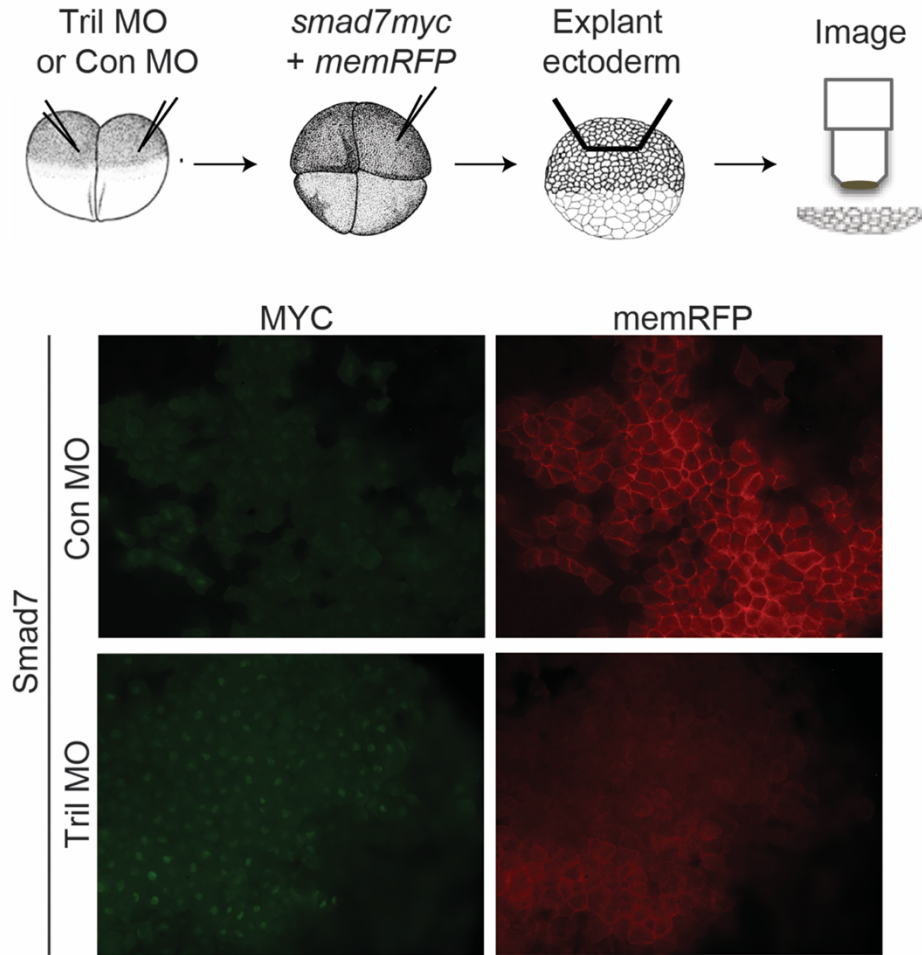 Tril MO
or Con MO
smad7myc
+ memRFP
Explant
ectoderm
Image
MYC
memRFP
Smad7
Con MO
Tril MO